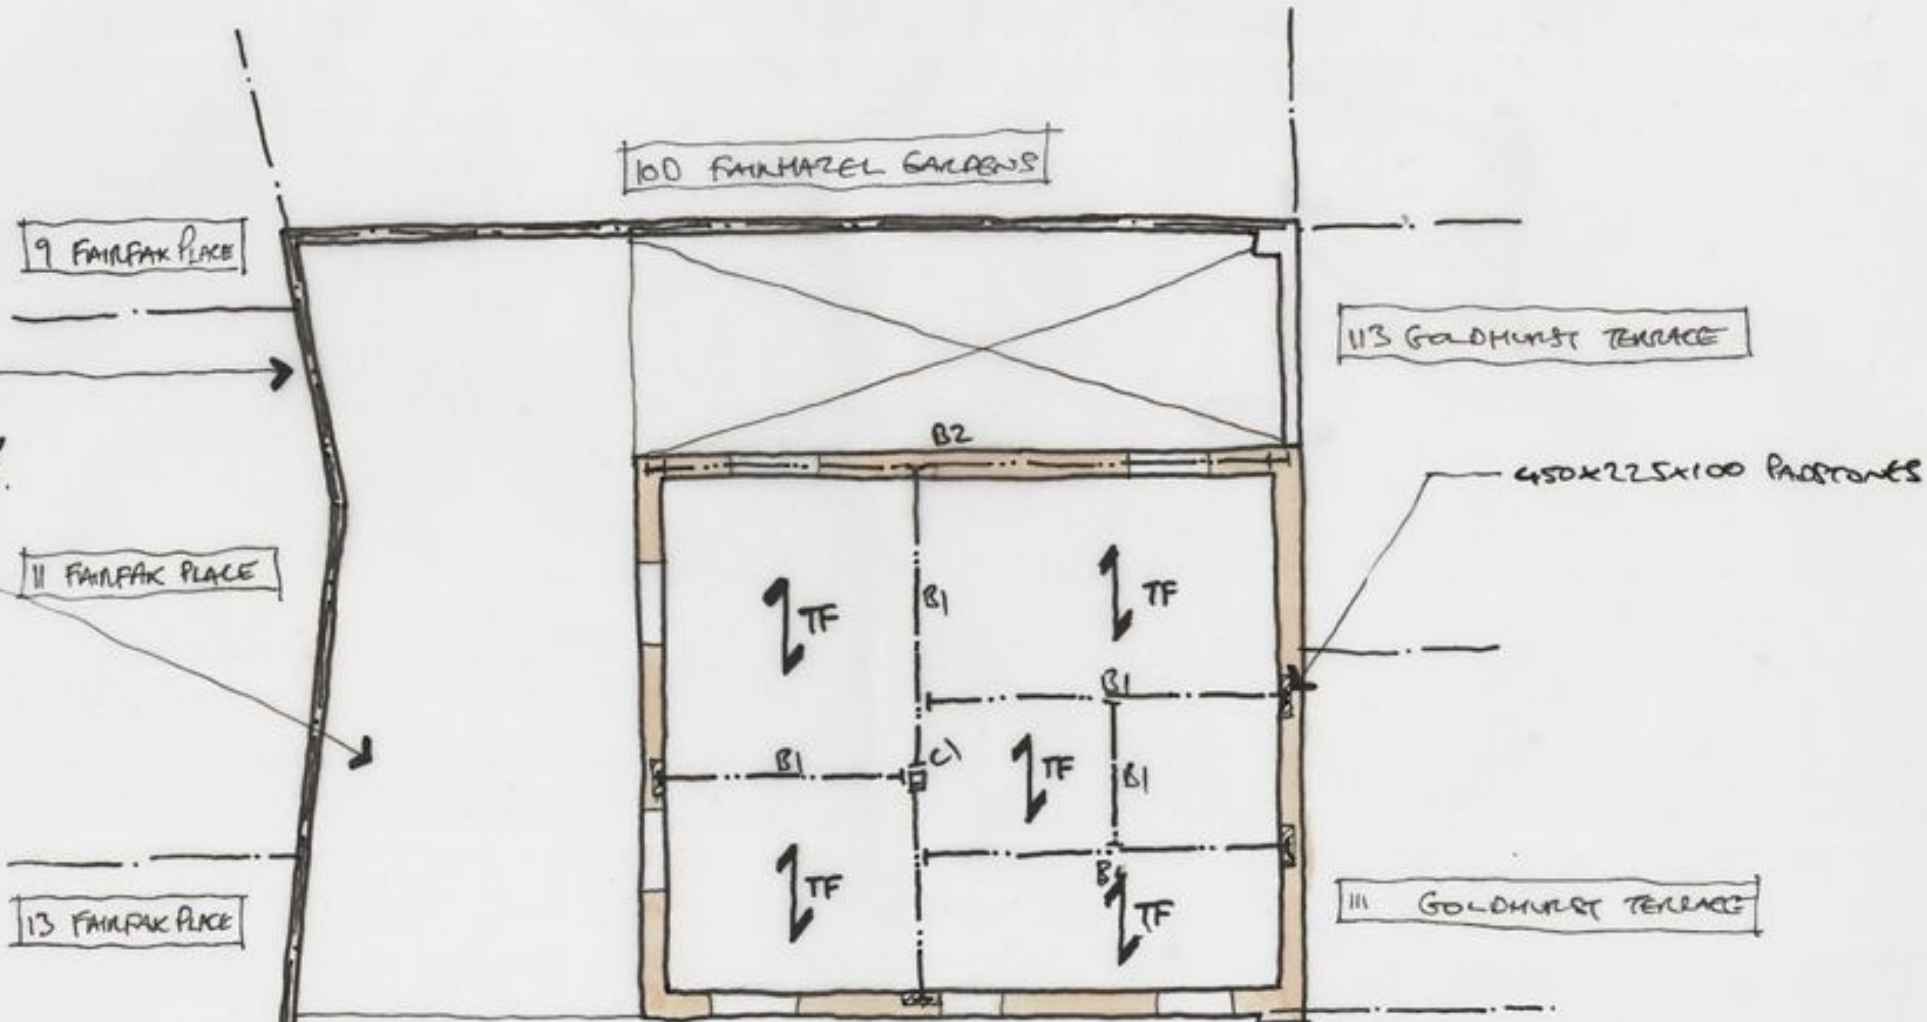 100 FAIRHAZEL GARDENS
9 FAIRFAX PLACE
113 GOLDHURST TERRACE
B2
450x225x100 PADSTONES
11 FAIRFAX PLACE
TF
B1
TF
B1
B1
C1
TF
B1
TF
B1
TF
13 FAIRFAX PLACE
111 GOLDHURST TERRACE